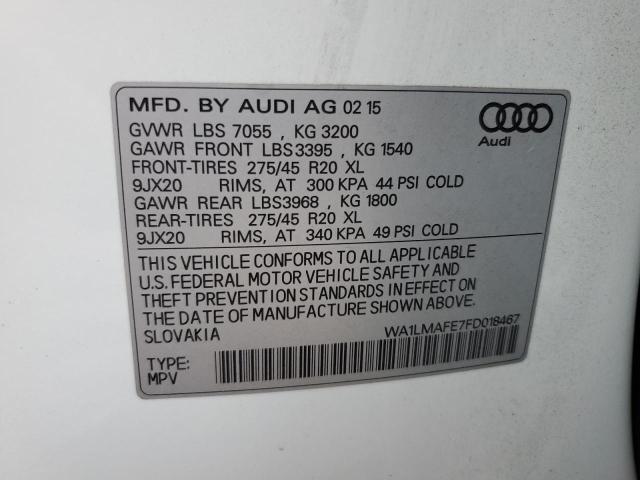 MFD. BY AUDI AG 02 15
GVWR LBS 7055 , KG 3200
GAWR FRONT LBS3395 , KG 1540
FRONT-TIRES 275/45 R20 XL
9JX20 RIMS, AT 300 KPA 44 PSI COLD
GAWR REAR LBS3968 , KG 1800
REAR-TIRES 275/45 R20 XL
9JX20 RIMS, AT 340 KPA 49 PSI COLD
Audi
THIS VEHICLE CONFORMS TO ALL APPLICABLE
U.S. FEDERAL MOTOR VEHICLE SAFETY AND
THEFT PREVENTION STANDARDS IN EFFECT ON
THE DATE OF MANUFACTURE SHOWN ABOVE.
SLOVAKIA
WA1LMAFE7FD018467
TYPE:
MPV